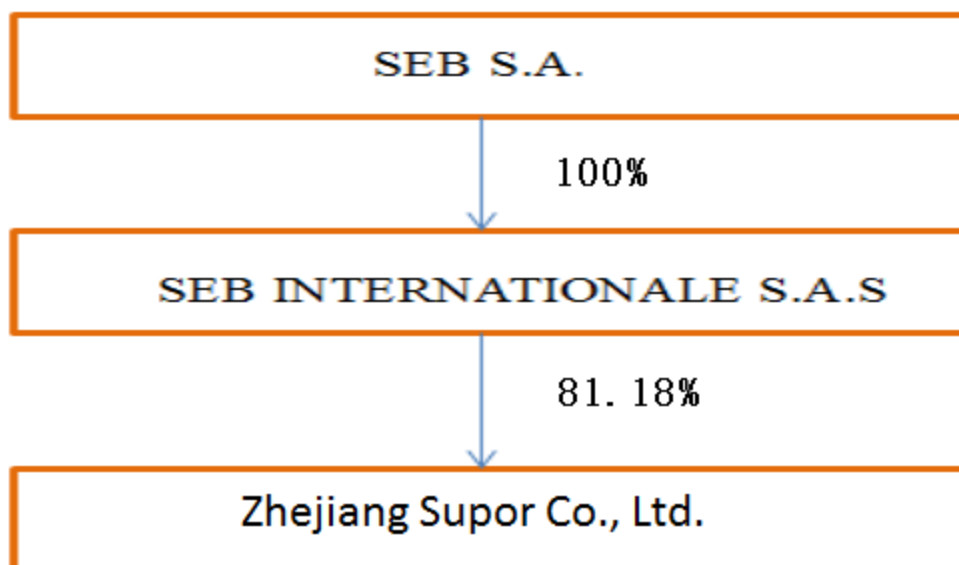 SEB S.A.
100%
SEB INTERNATIONALE S.A.S
81.18%
Zhejiang Supor Co., Ltd.